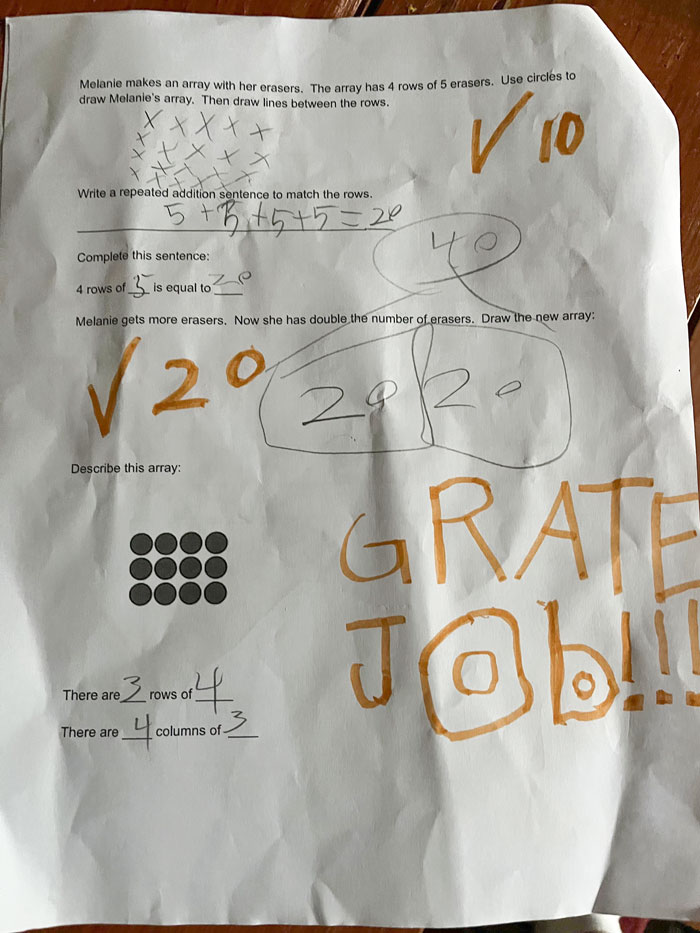 Melanie makes an array with her erasers. The array has 4 rows of 5 erasers. Use circles to
draw Melanie's array. Then draw lines between the rows.
√ 10
Write a repeated addition sentence to match the rows.
5 + 5 + 5 + 5 = 20
Complete this sentence:
4 rows of 5 is equal to 20
40
Melanie gets more erasers. Now she has double the number of erasers. Draw the new array:
√ 20
20 20
Describe this array:
GRATE
JOb!!!
There are 3 rows of 4
There are 4 columns of 3